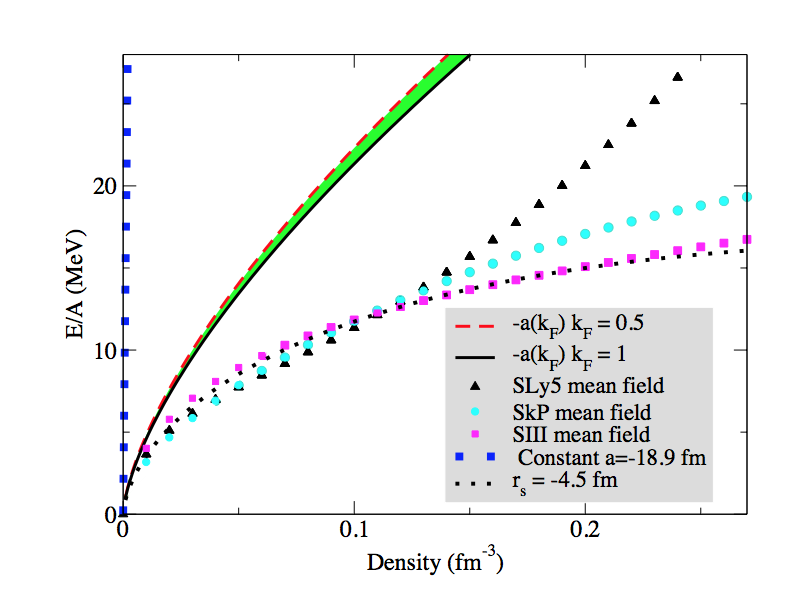 20
10
0
0
0.1
0.2
E/A (MeV)
Density (fm⁻³)
-a(k_F) k_F = 0.5
-a(k_F) k_F = 1
SLy5 mean field
SkP mean field
SIII mean field
Constant a=-18.9 fm
r_s = -4.5 fm